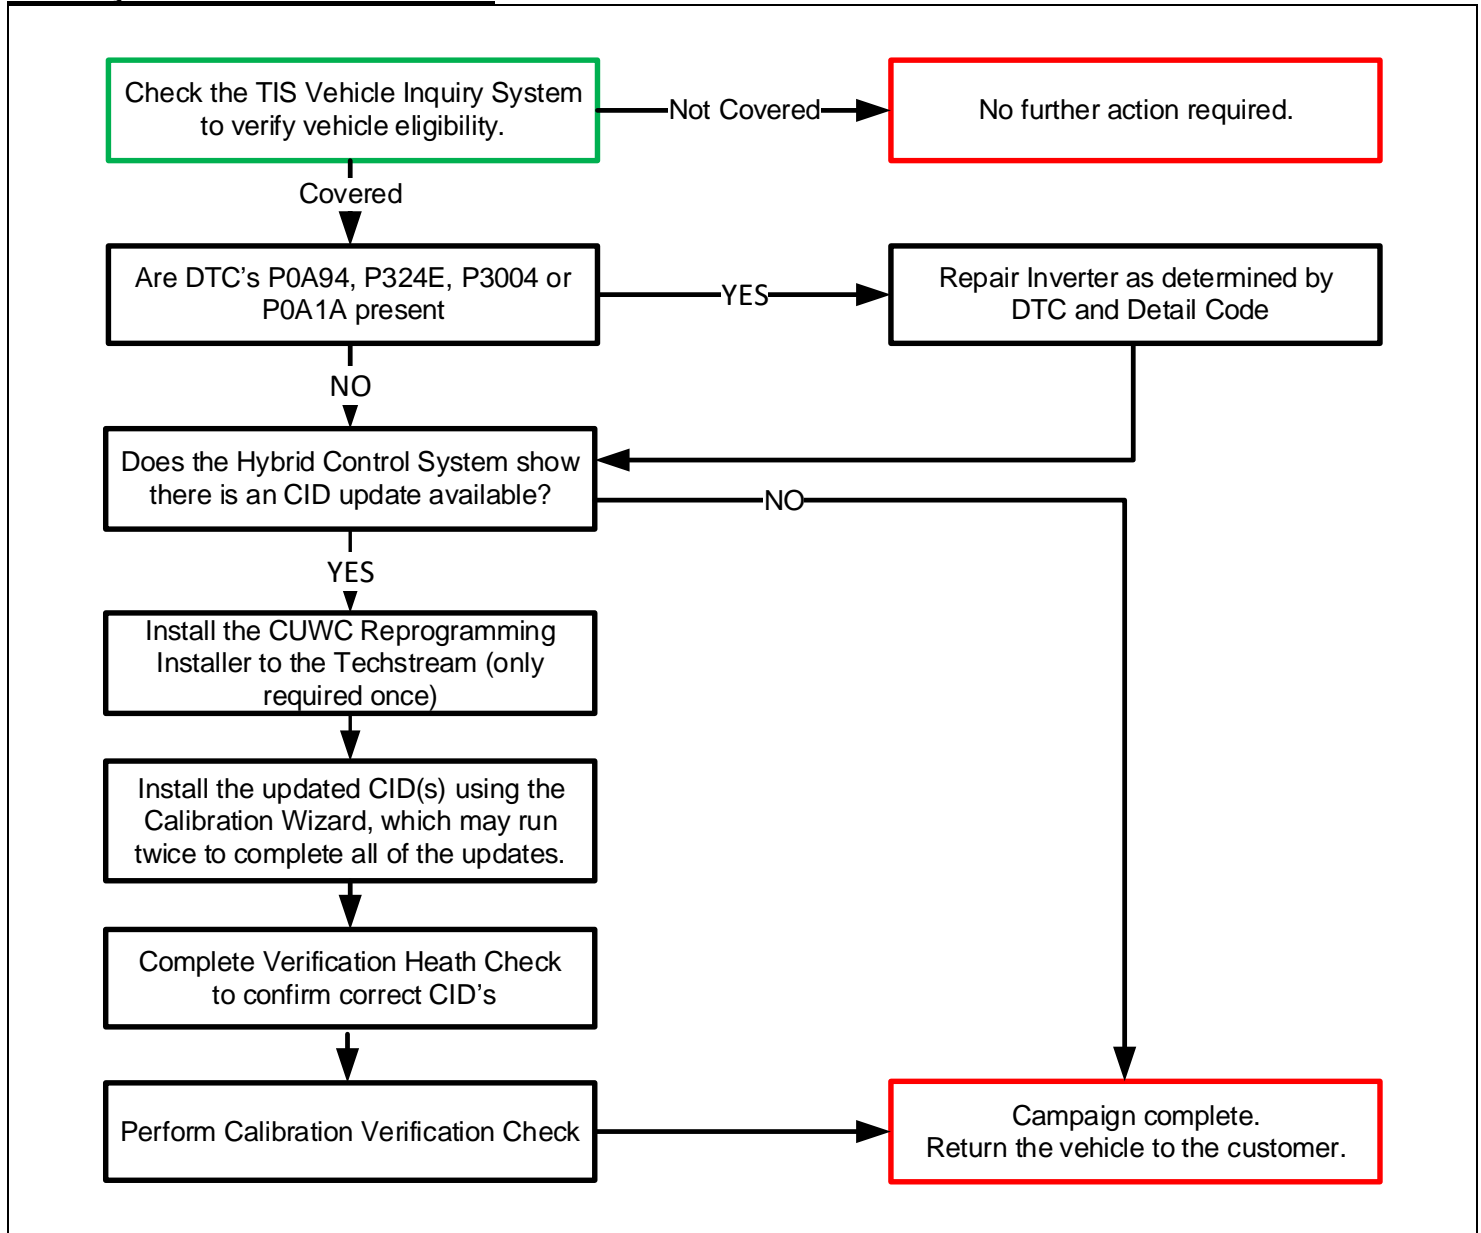 Check the TIS Vehicle Inquiry System
to verify vehicle eligibility.
Not Covered
No further action required.
Covered
Are DTC's P0A94, P324E, P3004 or
P0A1A present
YES
Repair Inverter as determined by
DTC and Detail Code
NO
Does the Hybrid Control System show
there is an CID update available?
NO
YES
Install the CUWC Reprogramming
Installer to the Techstream (only
required once)
Install the updated CID(s) using the
Calibration Wizard, which may run
twice to complete all of the updates.
Complete Verification Heath Check
to confirm correct CID's
Perform Calibration Verification Check
Campaign complete.
Return the vehicle to the customer.